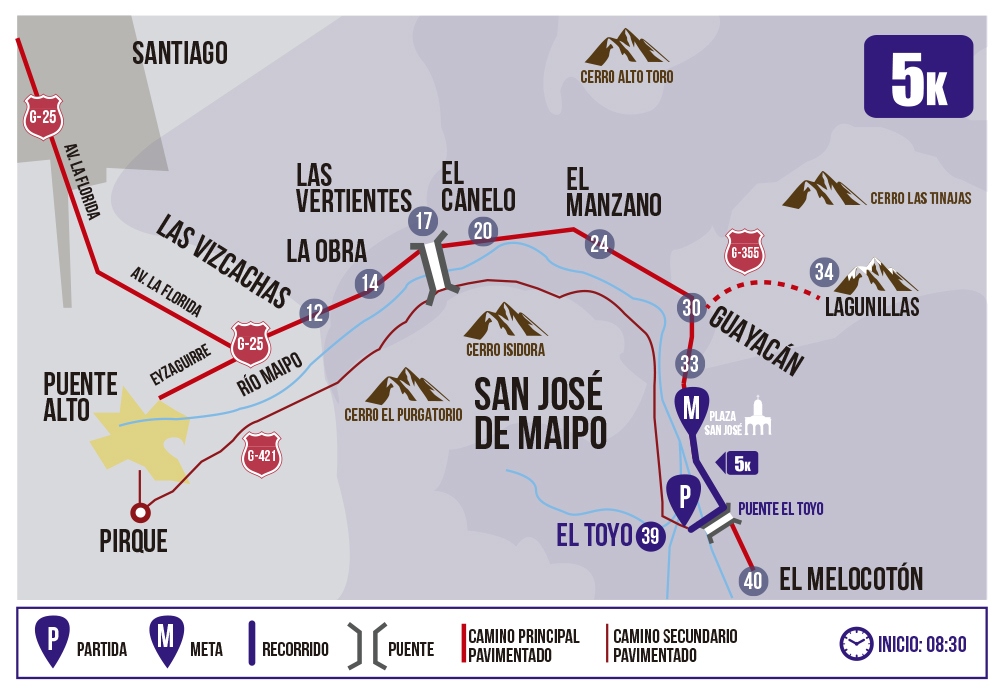 SANTIAGO
5K
CERRO ALTO TORO
G-25
AV. LA FLORIDA
LAS
VERTIENTES
EL
CANELO
EL
MANZANO
CERRO LAS TINAJAS
17
20
24
LAS VIZCACHAS
LA OBRA
14
12
G-355
34
LAGUNILLAS
AV. LA FLORIDA
30
GUAYACÁN
G-25
EYZAGUIRRE
RÍO MAIPO
CERRO ISIDORA
33
PUENTE
ALTO
CERRO EL PURGATORIO
SAN JOSÉ
DE MAIPO
M
PLAZA
SAN JOSÉ
G-421
5K
P
PUENTE EL TOYO
PIRQUE
EL TOYO
39
40
EL MELOCOTÓN
P
PARTIDA
M
META
RECORRIDO
PUENTE
CAMINO PRINCIPAL
PAVIMENTADO
CAMINO SECUNDARIO
PAVIMENTADO
INICIO: 08:30